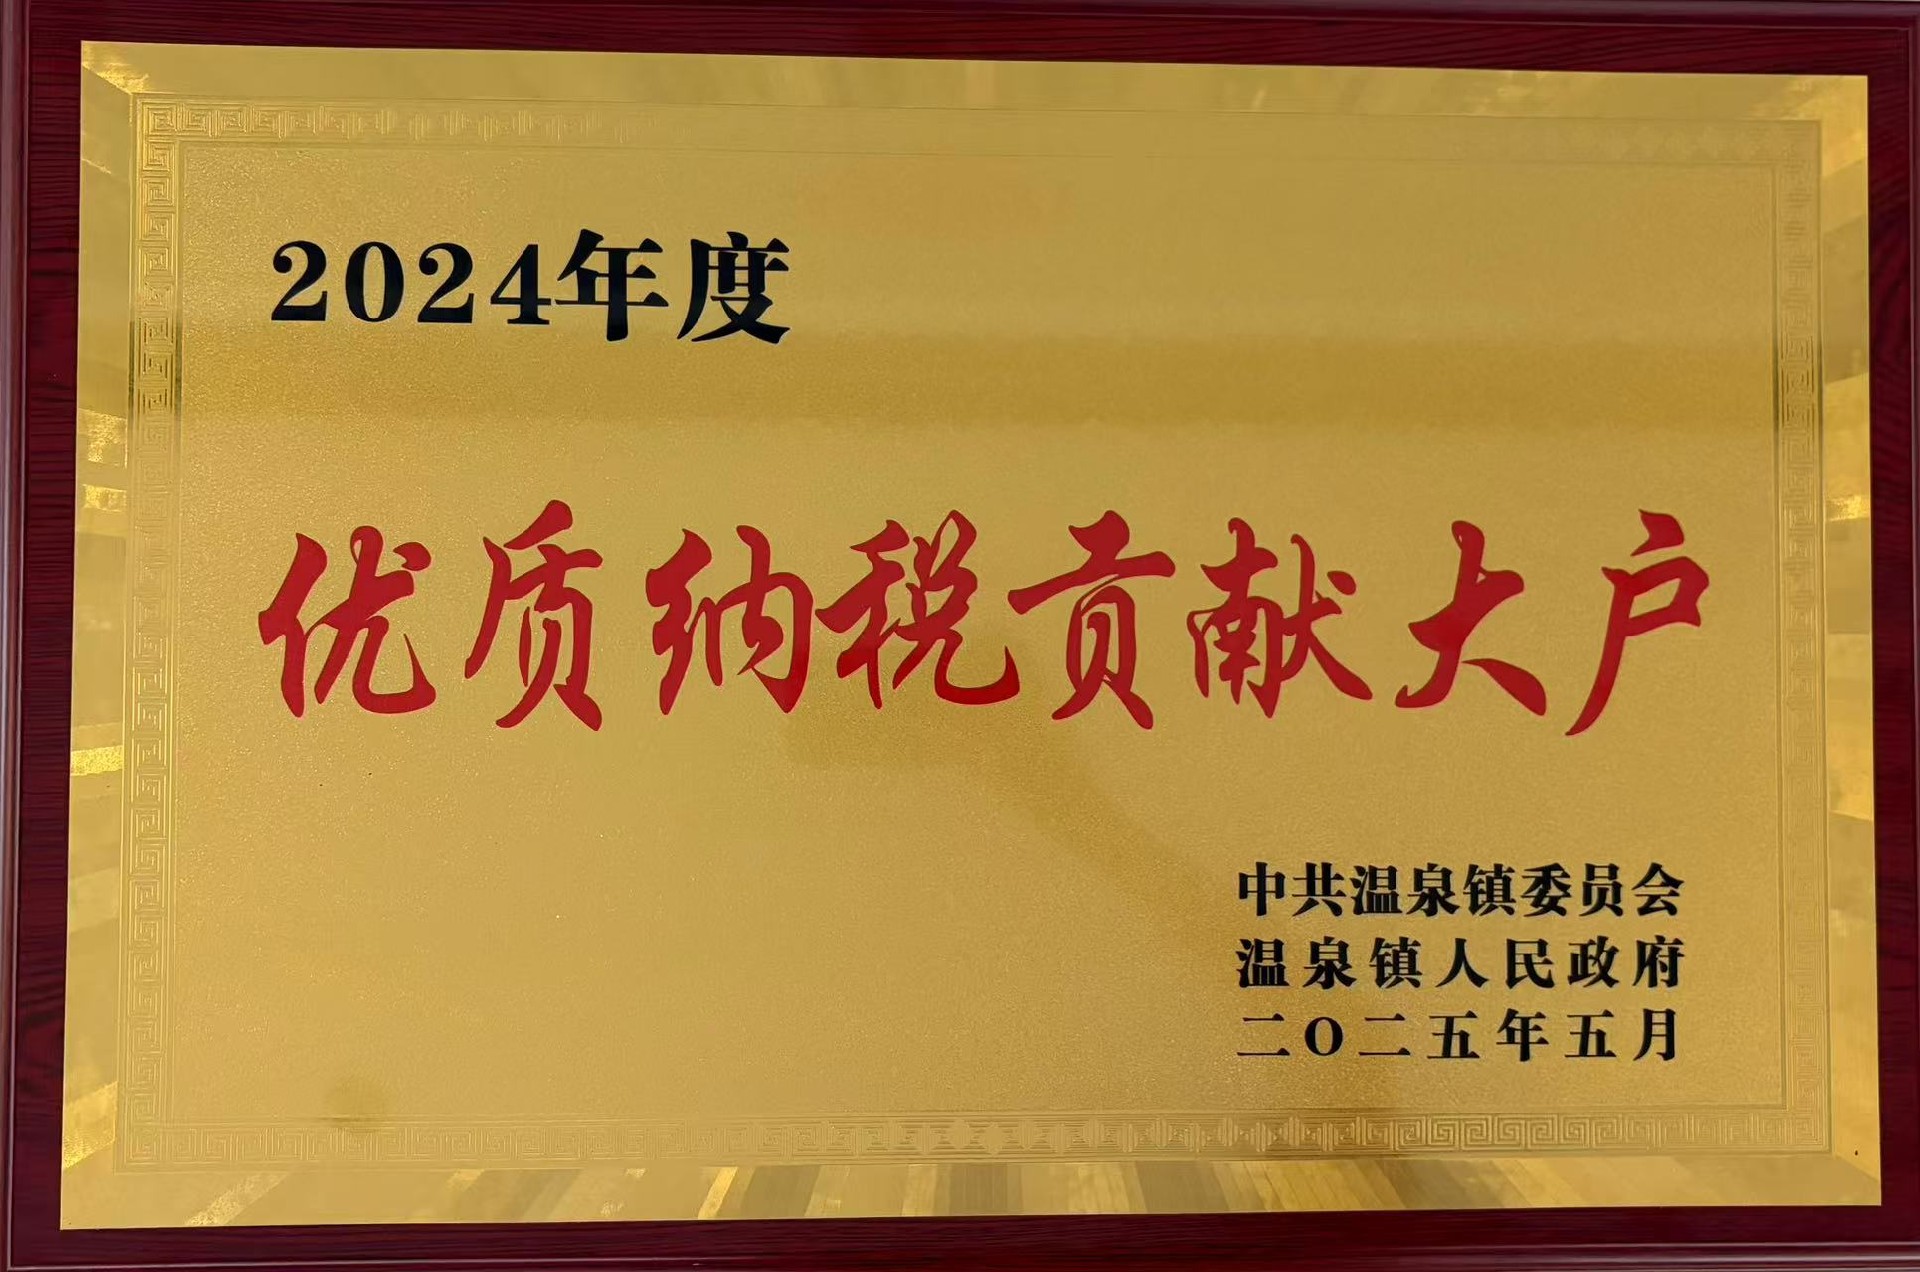 2024年度
优质纳税贡献大户
中共温泉镇委员会
温泉镇人民政府
二〇二五年五月